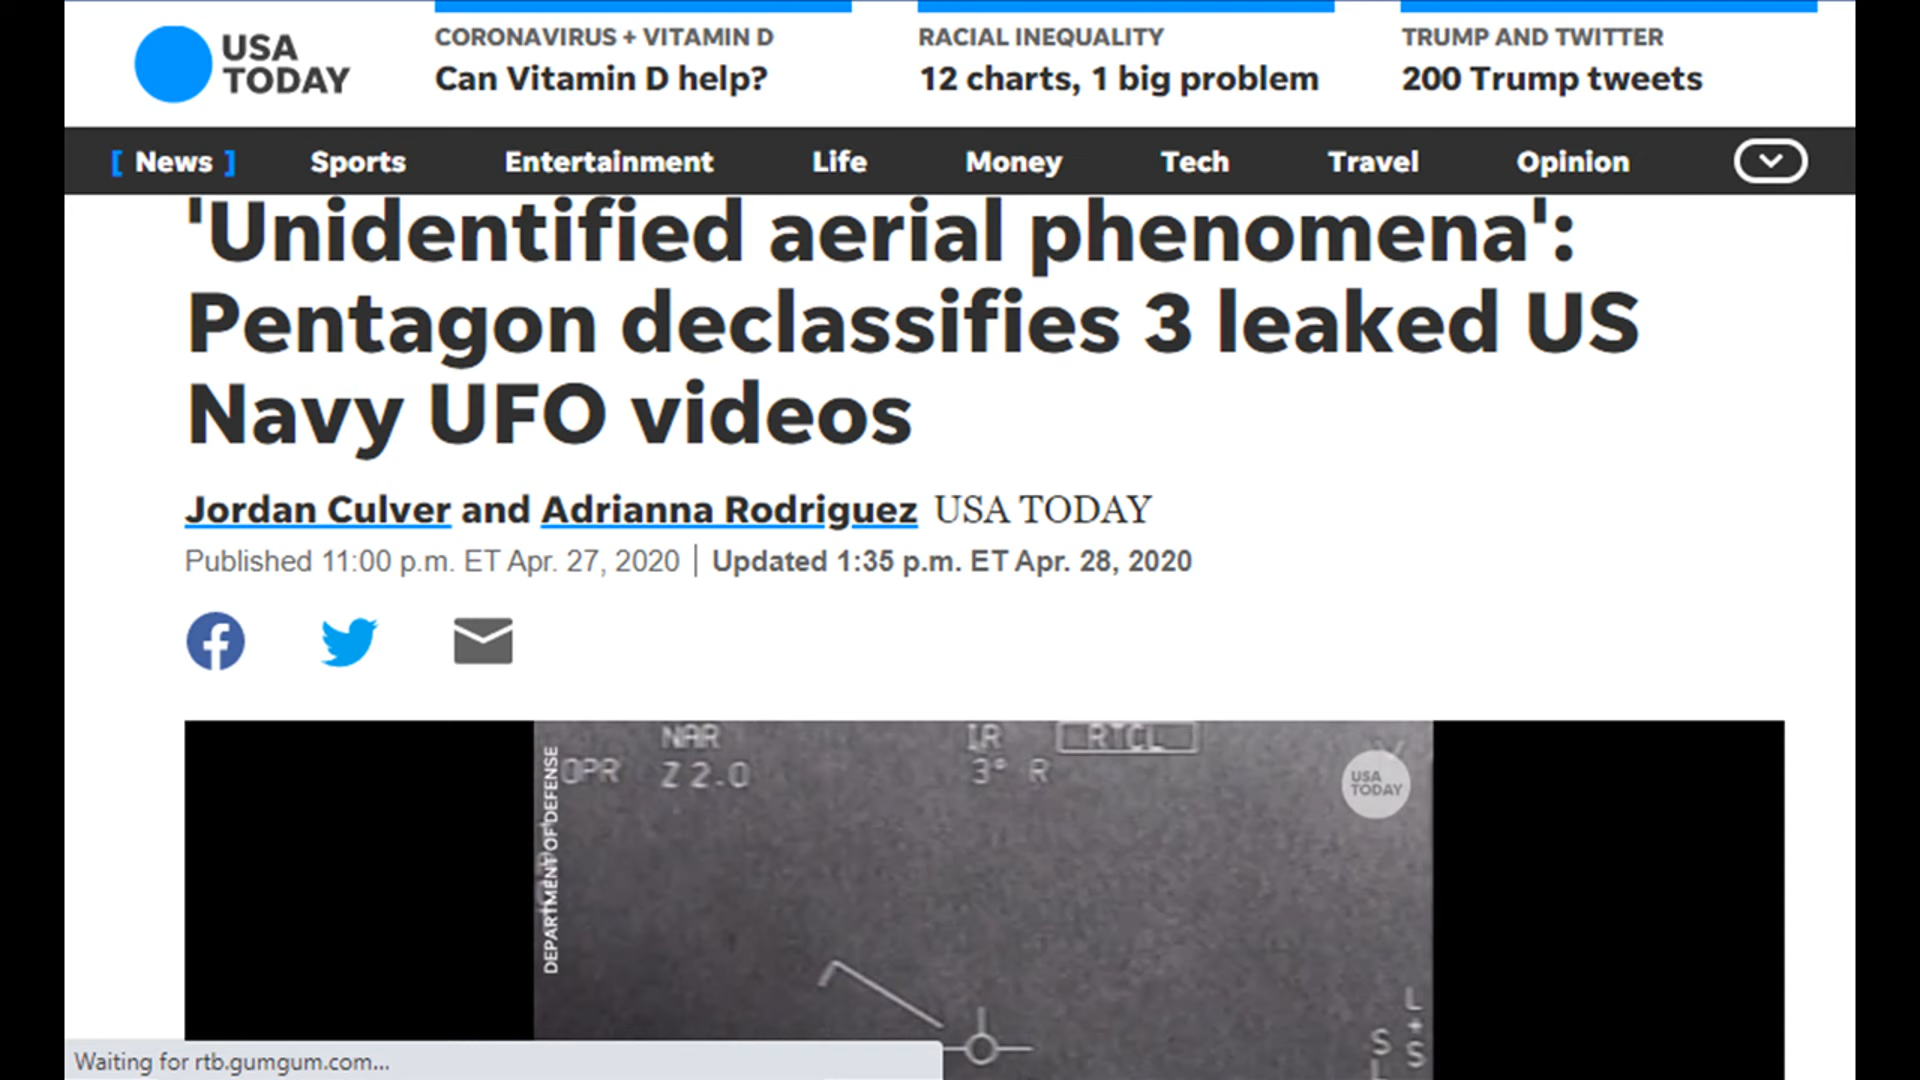 USA
TODAY
CORONAVIRUS + VITAMIN D
Can Vitamin D help?
RACIAL INEQUALITY
12 charts, 1 big problem
TRUMP AND TWITTER
200 Trump tweets
[ News ] Sports Entertainment Life Money Tech Travel Opinion
'Unidentified aerial phenomena':
Pentagon declassifies 3 leaked US
Navy UFO videos
Jordan Culver and Adrianna Rodriguez USA TODAY
Published 11:00 p.m. ET Apr. 27, 2020 | Updated 1:35 p.m. ET Apr. 28, 2020
NAR IR RTCL
OPR Z 2.0 3° R
USA
TODAY
DEPARTMENT OF DEFENSE
L
+
S
S
L
Waiting for rtb.gumgum.com...